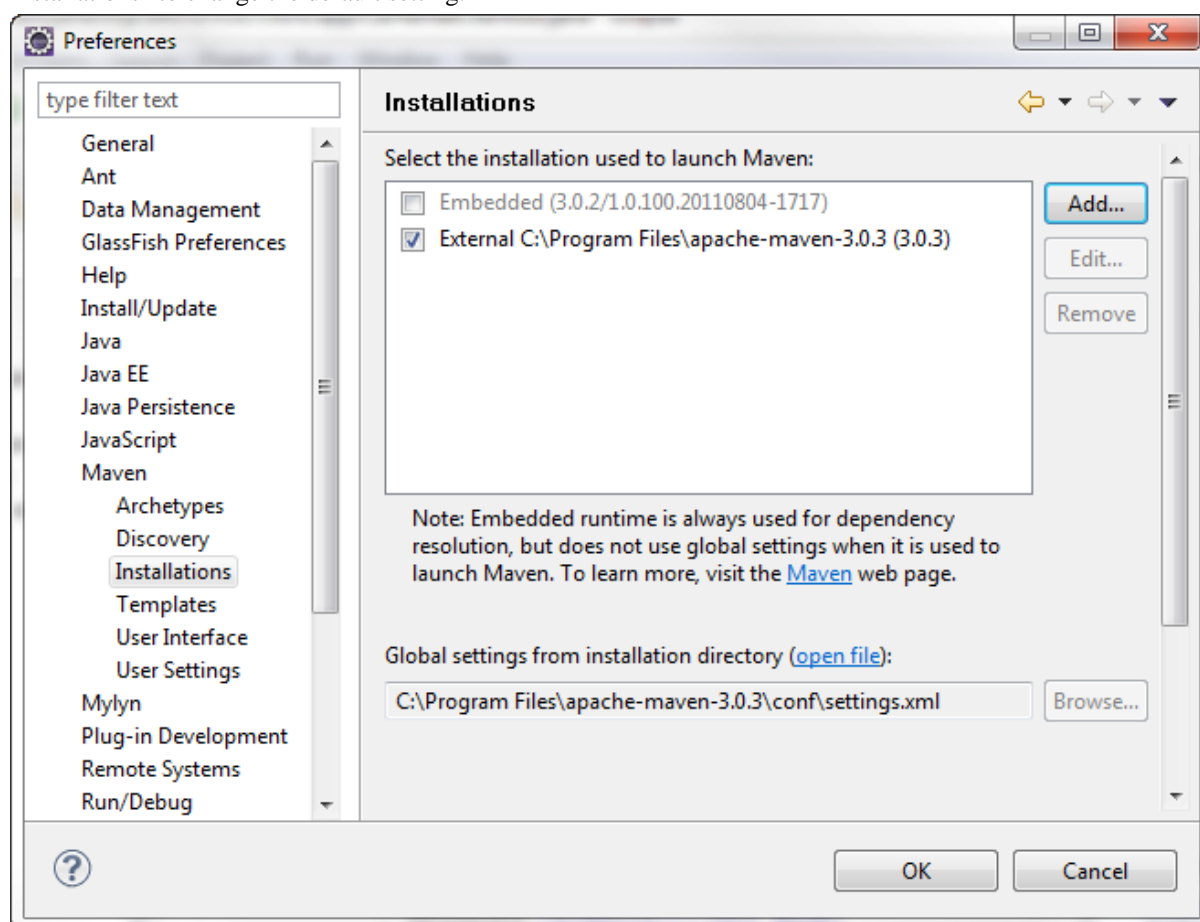 Preferences
type filter text
General
Ant
Data Management
GlassFish Preferences
Help
Install/Update
Java
Java EE
Java Persistence
JavaScript
Maven
Archetypes
Discovery
Installations
Templates
User Interface
User Settings
Mylyn
Plug-in Development
Remote Systems
Run/Debug
Installations
Select the installation used to launch Maven:
Embedded (3.0.2/1.0.100.20110804-1717)
External C:\Program Files\apache-maven-3.0.3 (3.0.3)
Add...
Edit...
Remove
Note: Embedded runtime is always used for dependency
resolution, but does not use global settings when it is used to
launch Maven. To learn more, visit the Maven web page.
Global settings from installation directory (open file):
C:\Program Files\apache-maven-3.0.3\conf\settings.xml
Browse...
OK
Cancel